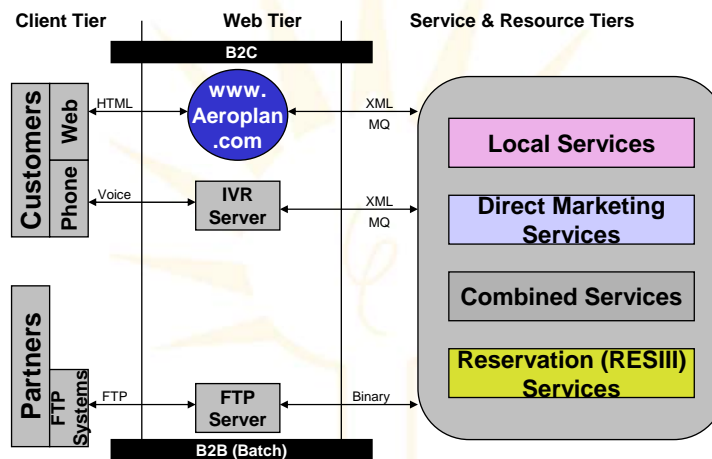 Client Tier
Web Tier
Service & Resource Tiers
B2C
Customers
Web
Phone
HTML
www.
Aeroplan
.com
XML
MQ
Voice
IVR
Server
XML
MQ
Local Services
Direct Marketing
Services
Combined Services
Reservation (RESIII)
Services
Partners
FTP
Systems
FTP
FTP
Server
Binary
B2B (Batch)